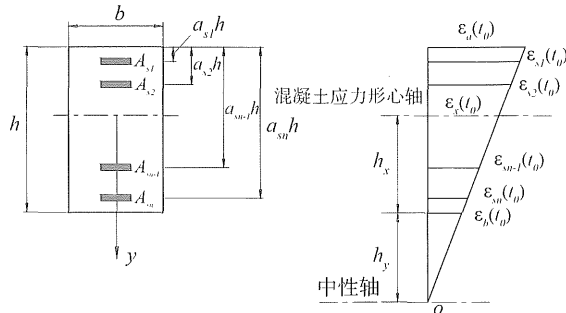 b
a_{s1}h
a_{s2}h
a_{sn-1}h
a_{sn}h
A_{s1}
A_{s2}
h
A_{sn-1}
A_{sn}
y
ε_u(t_0)
ε_{s1}(t_0)
ε_{s2}(t_0)
混凝土应力形心轴
ε_x(t_0)
h_x
ε_{sn-1}(t_0)
ε_{sn}(t_0)
ε_b(t_0)
h_y
中性轴
o